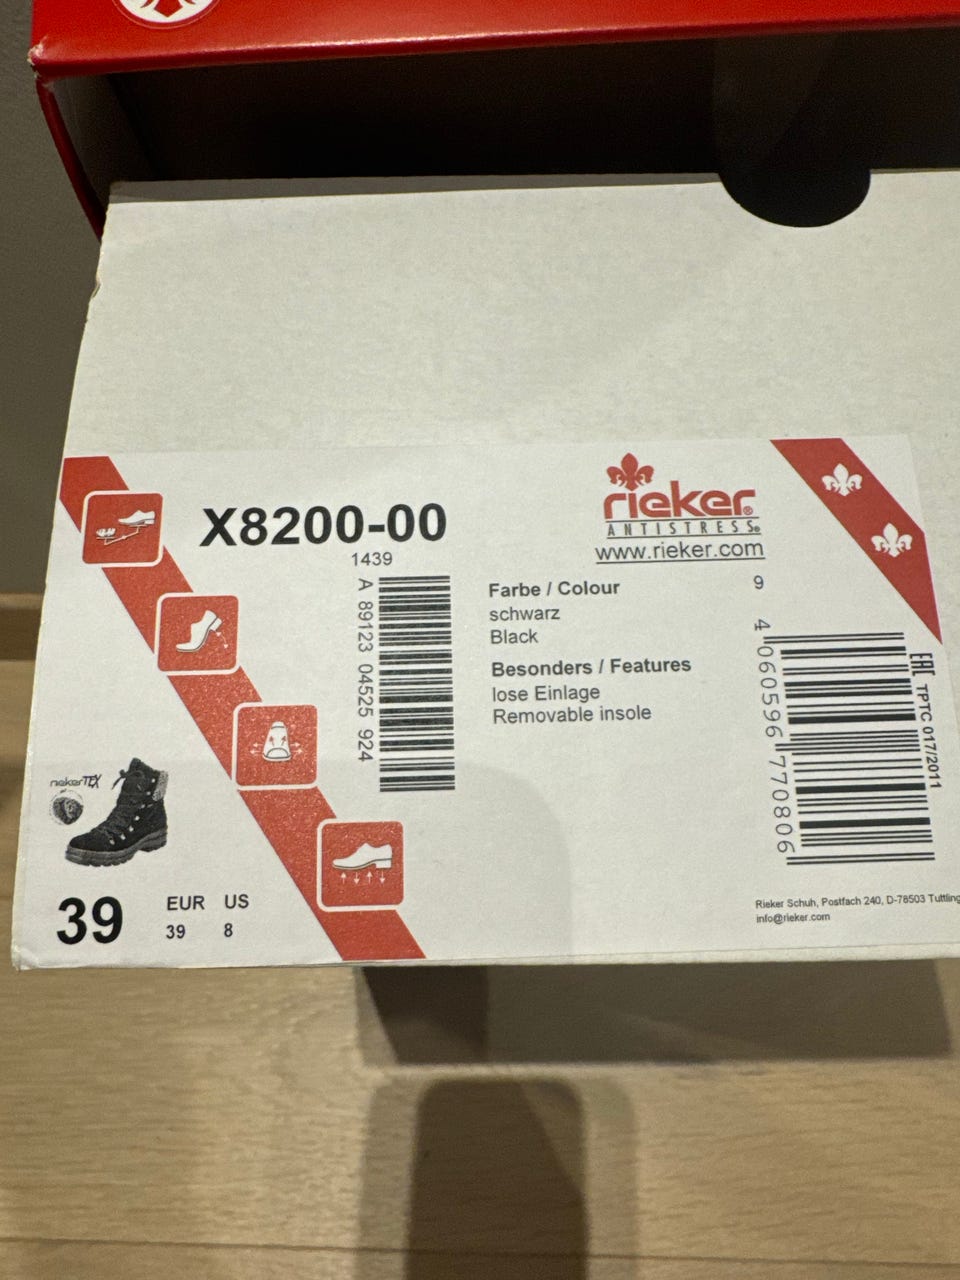 X8200-00
1439
A 89123 04525 924
rieker®
ANTISTRESS®
www.rieker.com
Farbe / Colour
schwarz
Black
Besonders / Features
lose Einlage
Removable insole
9
4 060596 770806
EAC
TPTC 017/2011
riekerTEX
39
EUR US
39 8
Rieker Schuh, Postfach 240, D-78503 Tuttling
info@rieker.com